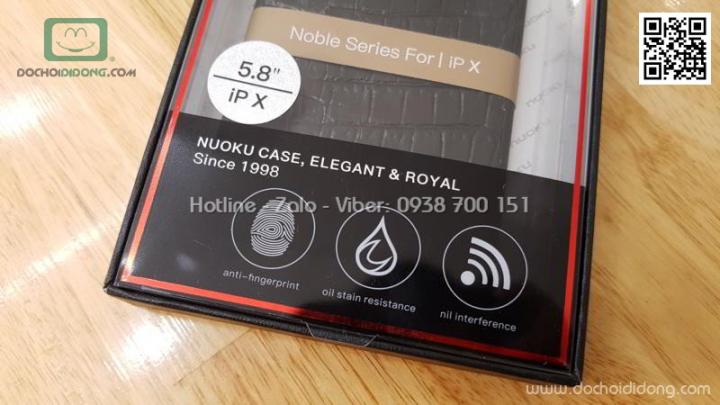 DOCHOIDIDONG.COM
Noble Series For | iP X
nuoku
5.8"
iP X
NUOKU CASE, ELEGANT & ROYAL
Since 1998
Hotline - Zalo - Viber: 0938 700 151
anti-fingerprint
oil stain resistance
nil interference
www.dochoididong.com